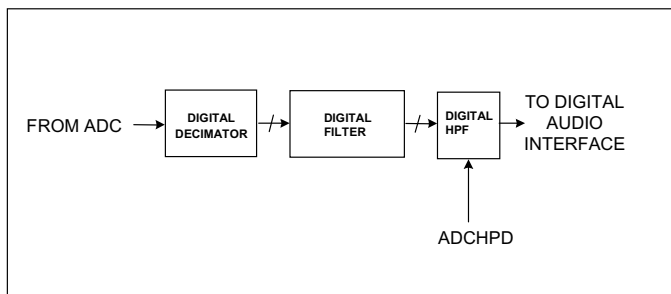 FROM ADC
DIGITAL
DECIMATOR
DIGITAL
FILTER
DIGITAL
HPF
TO DIGITAL
AUDIO
INTERFACE
ADCHPD